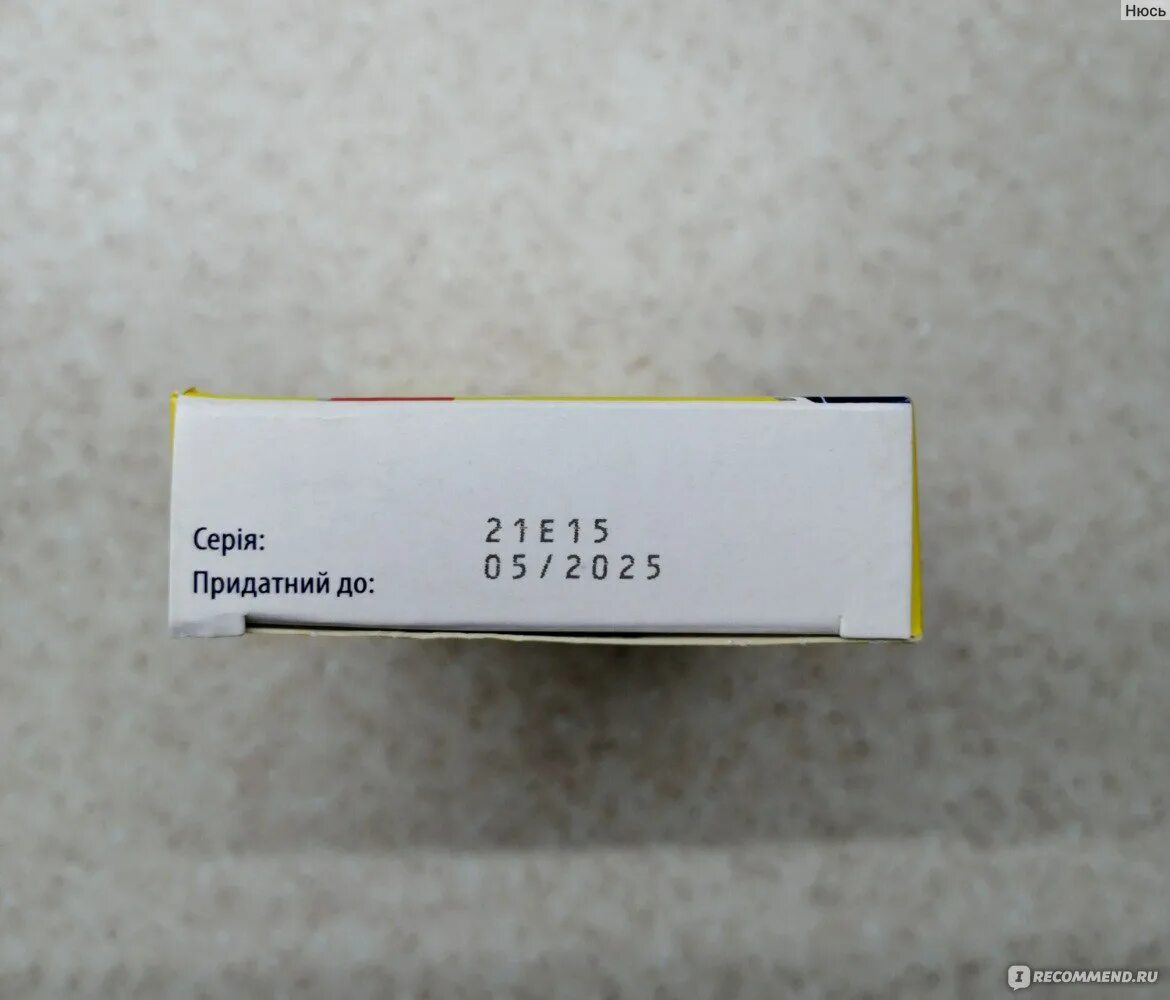 Нюсь
Серія: 21E15
Придатний до: 05/2025
RECOMMEND.RU